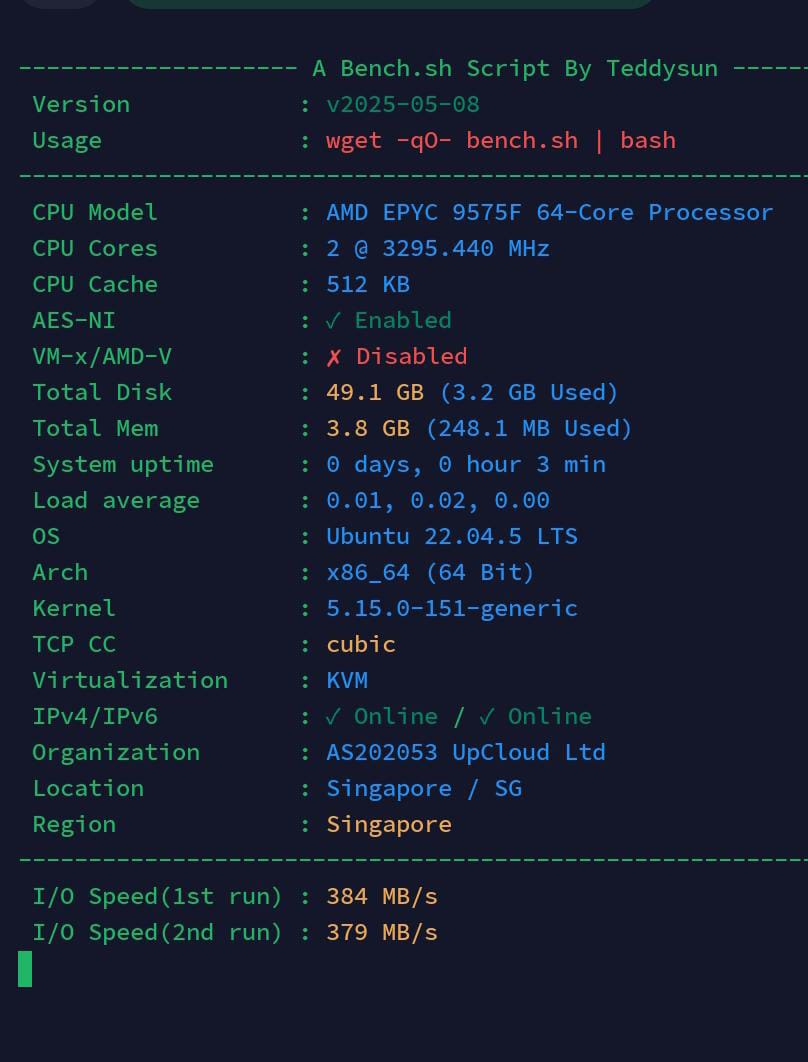 -------------------- A Bench.sh Script By Teddysun ------
Version : v2025-05-08
Usage : wget -qO- bench.sh | bash
---------------------------------------------------------
CPU Model : AMD EPYC 9575F 64-Core Processor
CPU Cores : 2 @ 3295.440 MHz
CPU Cache : 512 KB
AES-NI : ✓ Enabled
VM-x/AMD-V : ✗ Disabled
Total Disk : 49.1 GB (3.2 GB Used)
Total Mem : 3.8 GB (248.1 MB Used)
System uptime : 0 days, 0 hour 3 min
Load average : 0.01, 0.02, 0.00
OS : Ubuntu 22.04.5 LTS
Arch : x86_64 (64 Bit)
Kernel : 5.15.0-151-generic
TCP CC : cubic
Virtualization : KVM
IPv4/IPv6 : ✓ Online / ✓ Online
Organization : AS202053 UpCloud Ltd
Location : Singapore / SG
Region : Singapore
---------------------------------------------------------
I/O Speed(1st run) : 384 MB/s
I/O Speed(2nd run) : 379 MB/s